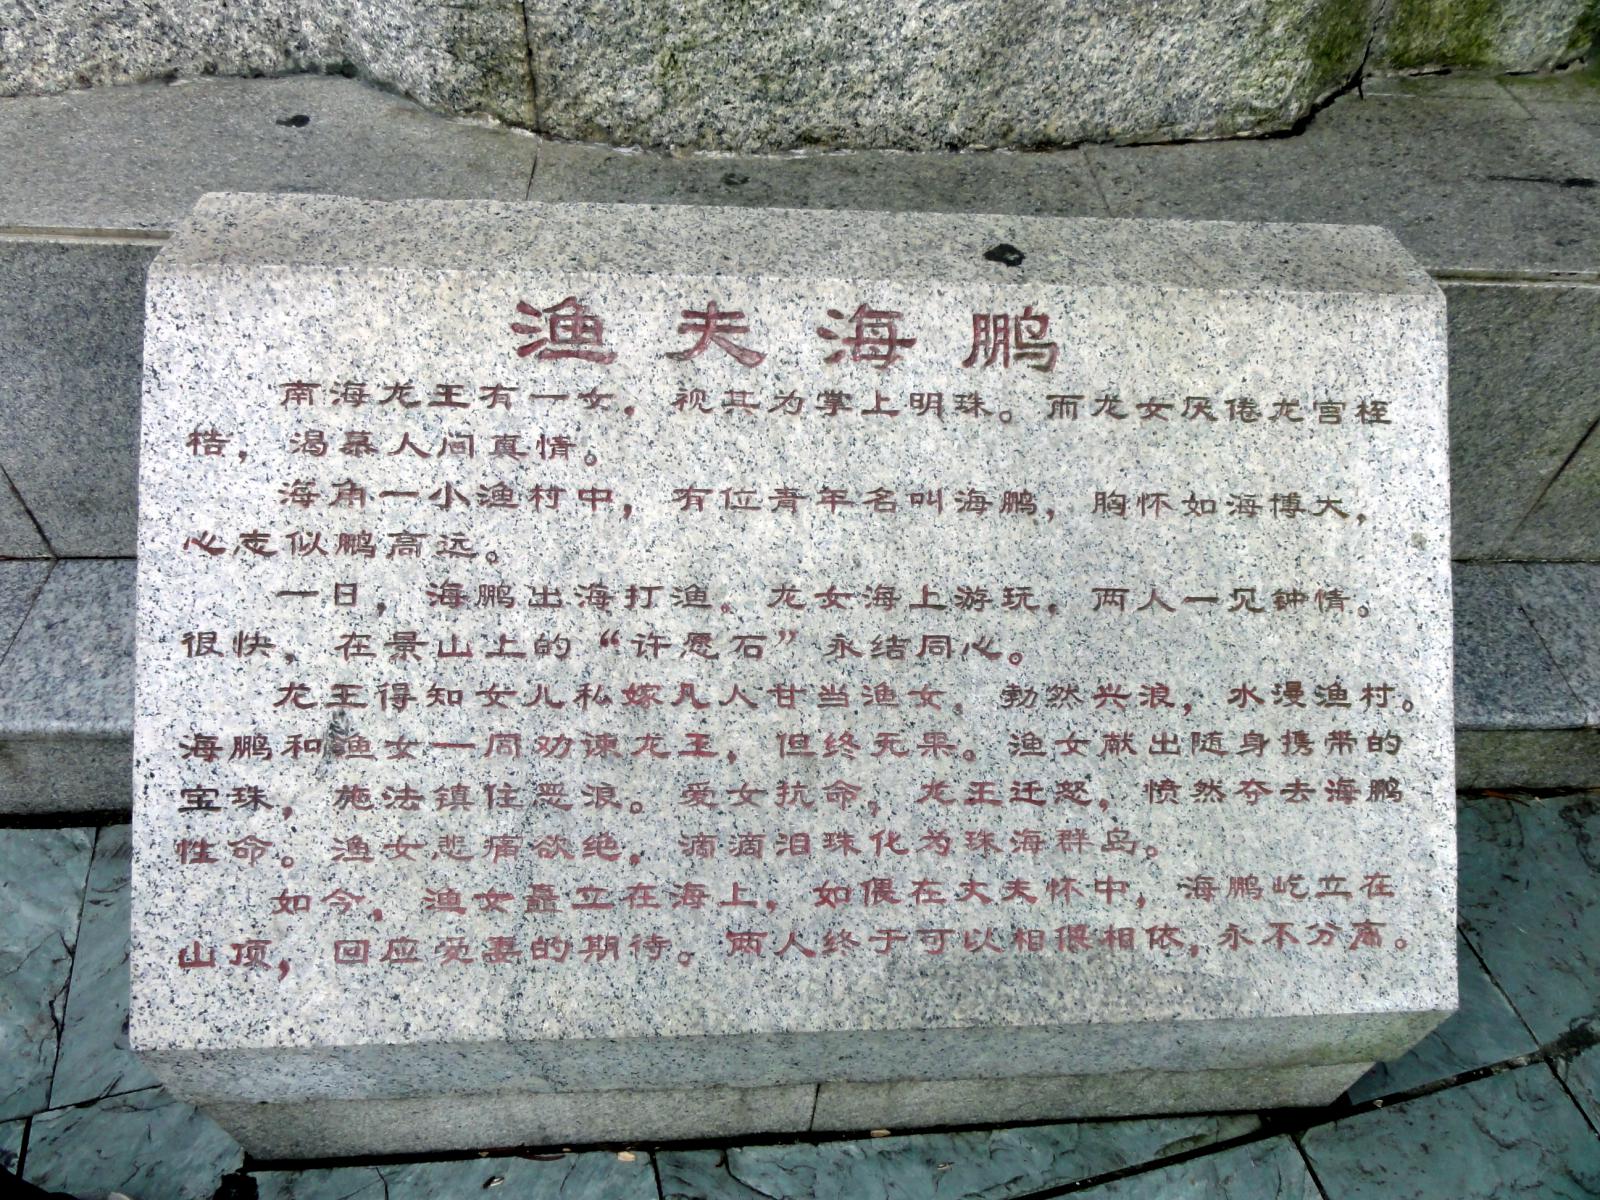 渔夫海鹏
南海龙王有一女，视其为掌上明珠。而龙女厌倦龙宫桎
梏，渴慕人间真情。
海角一小渔村中，有位青年名叫海鹏，胸怀如海博大，
心志似鹏高远。
一日，海鹏出海打渔。龙女海上游玩，两人一见钟情。
很快，在景山上的“许愿石”永结同心。
龙王得知女儿私嫁凡人甘当渔女，勃然兴浪，水漫渔村。
海鹏和渔女一同劝谏龙王，但终无果。渔女献出随身携带的
宝珠，施法镇住恶浪。爱女抗命，龙王迁怒，愤然夺去海鹏
性命。渔女悲痛欲绝，滴滴泪珠化为珠海群岛。
如今，渔女矗立在海上，如偎在丈夫怀中，海鹏屹立在
山顶，回应爱妻的期待。两人终于可以相偎相依，永不分离。